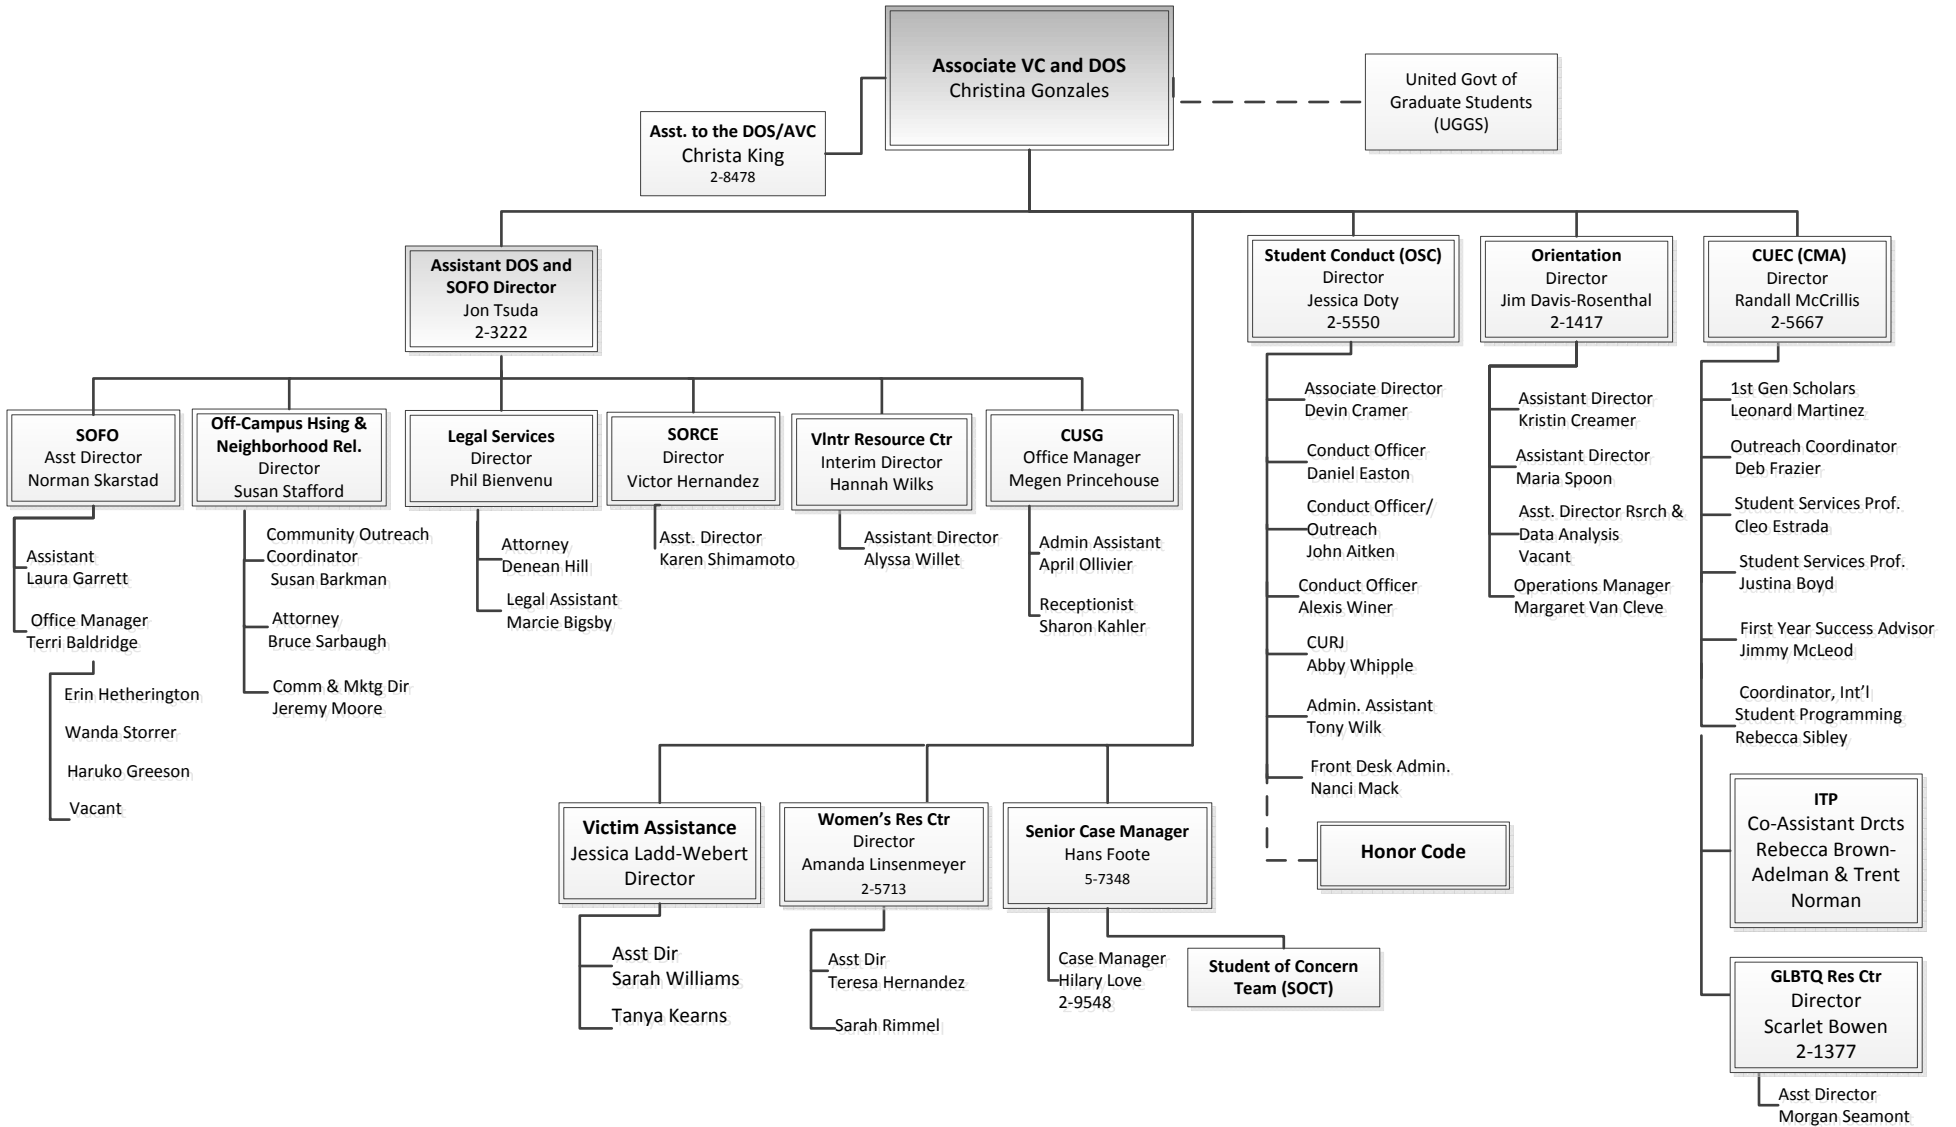 Associate VC and DOS
Christina Gonzales
United Govt of
Graduate Students
(UGGS)
Asst. to the DOS/AVC
Christa King
2-8478
Assistant DOS and
SOFO Director
Jon Tsuda
2-3222
Student Conduct (OSC)
Director
Jessica Doty
2-5550
Orientation
Director
Jim Davis-Rosenthal
2-1417
CUEC (CMA)
Director
Randall McCrillis
2-5667
SOFO
Asst Director
Norman Skarstad
Assistant
Laura Garrett
Office Manager
Terri Baldridge
Erin Hetherington
Wanda Storrer
Haruko Greeson
Vacant
Off-Campus Hsing &
Neighborhood Rel.
Director
Susan Stafford
Community Outreach
Coordinator
Susan Barkman
Attorney
Bruce Sarbaugh
Comm & Mktg Dir
Jeremy Moore
Legal Services
Director
Phil Bienvenu
Attorney
Denean Hill
Legal Assistant
Marcie Bigsby
SORCE
Director
Victor Hernandez
Asst. Director
Karen Shimamoto
Vlntr Resource Ctr
Interim Director
Hannah Wilks
Assistant Director
Alyssa Willet
CUSG
Office Manager
Megen Princehouse
Admin Assistant
April Ollivier
Receptionist
Sharon Kahler
Associate Director
Devin Cramer
Conduct Officer
Daniel Easton
Conduct Officer/
Outreach
John Aitken
Conduct Officer
Alexis Winer
CURJ
Abby Whipple
Admin. Assistant
Tony Wilk
Front Desk Admin.
Nanci Mack
Honor Code
Assistant Director
Kristin Creamer
Assistant Director
Maria Spoon
Asst. Director Rsrch &
Data Analysis
Vacant
Operations Manager
Margaret Van Cleve
1st Gen Scholars
Leonard Martinez
Outreach Coordinator
Deb Frazier
Student Services Prof.
Cleo Estrada
Student Services Prof.
Justina Boyd
First Year Success Advisor
Jimmy McLeod
Coordinator, Int’l
Student Programming
Rebecca Sibley
ITP
Co-Assistant Drcts
Rebecca Brown-
Adelman & Trent
Norman
GLBTQ Res Ctr
Director
Scarlet Bowen
2-1377
Asst Director
Morgan Seamont
Victim Assistance
Jessica Ladd-Webert
Director
Asst Dir
Sarah Williams
Tanya Kearns
Women’s Res Ctr
Director
Amanda Linsenmeyer
2-5713
Asst Dir
Teresa Hernandez
Sarah Rimmel
Senior Case Manager
Hans Foote
5-7348
Case Manager
Hilary Love
2-9548
Student of Concern
Team (SOCT)